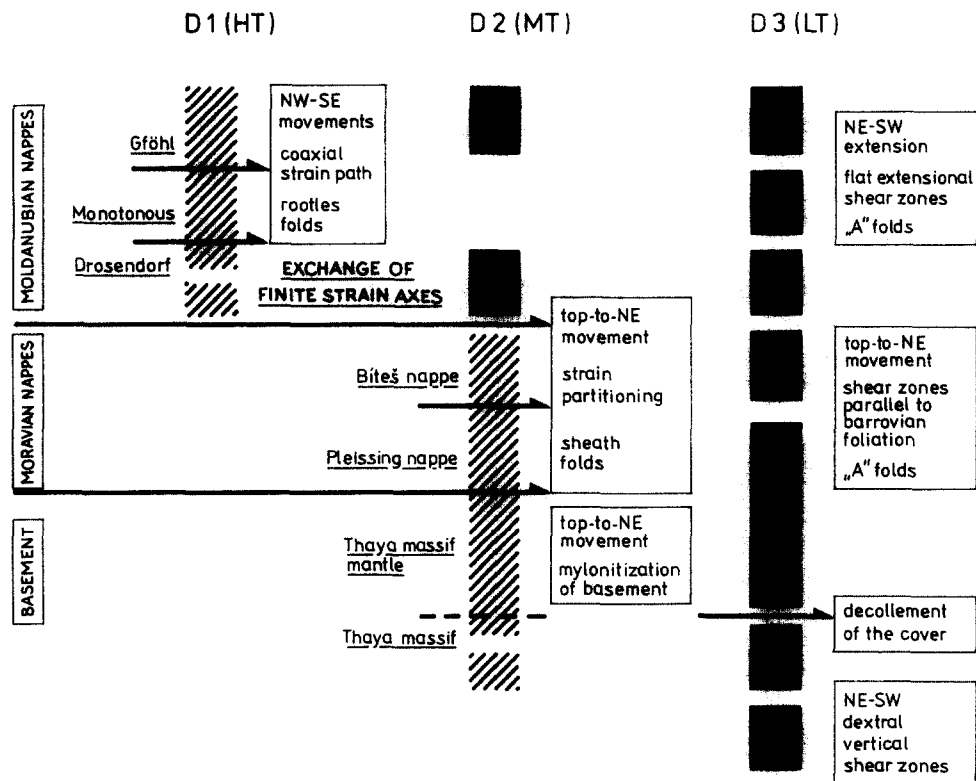 D1 (HT)
D2 (MT)
D3 (LT)
MOLDANUBIAN NAPPES
Gföhl
Monotonous
Drosendorf
NW-SE
movements
coaxial
strain path
rootles
folds
EXCHANGE OF
FINITE STRAIN AXES
NE-SW
extension
flat extensional
shear zones
„A” folds
MORAVIAN NAPPES
Bíteš nappe
Pleissing nappe
top-to-NE
movement
strain
partitioning
sheath
folds
top-to-NE
movement
shear zones
parallel to
barrovian
foliation
„A” folds
BASEMENT
Thaya massif
mantle
Thaya massif
top-to-NE
movement
mylonitization
of basement
decollement
of the cover
NE-SW
dextral
vertical
shear zones